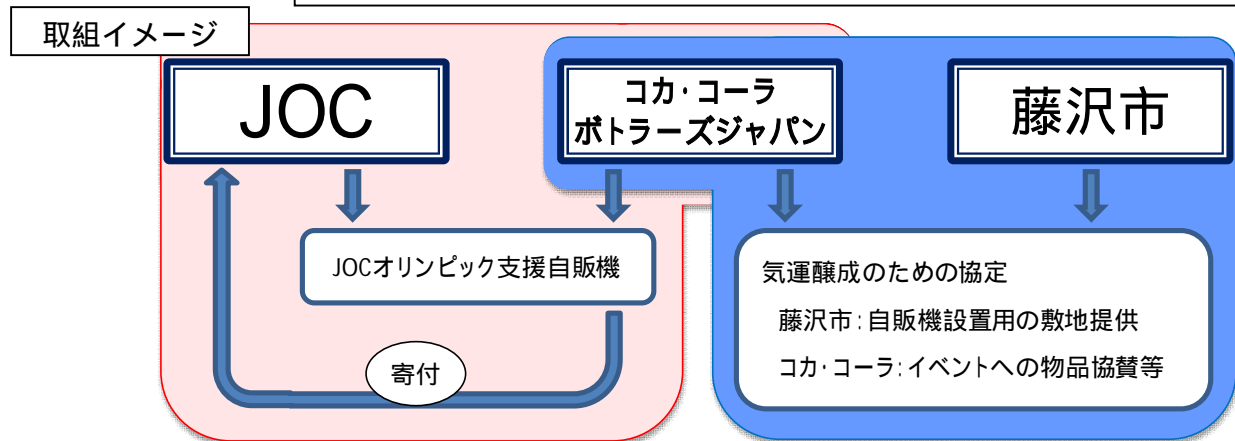 取組イメージ
JOC
コカ・コーラ
ボトラーズジャパン
藤沢市
JOCオリンピック支援自販機
寄付
気運醸成のための協定
藤沢市:自販機設置用の敷地提供
コカ・コーラ:イベントへの物品協賛等